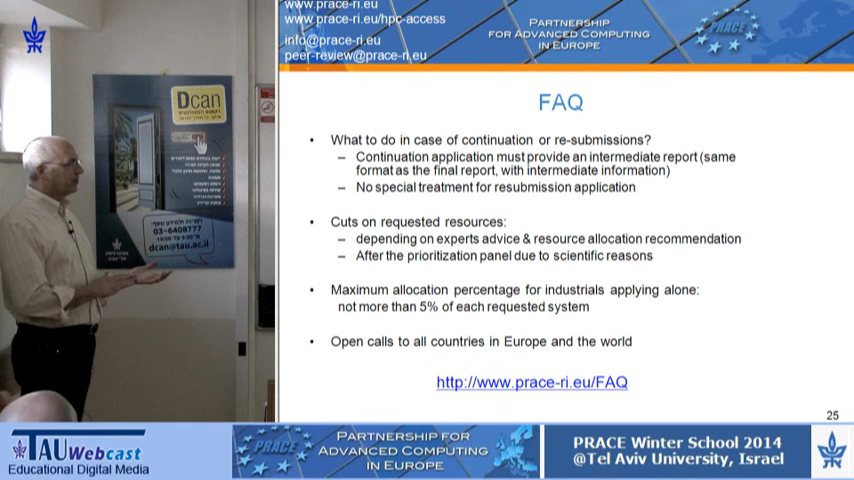 www.prace-ri.eu
www.prace-ri.eu/hpc-access
info@prace-ri.eu
peer-review@prace-ri.eu
PARTNERSHIP
FOR ADVANCED COMPUTING
IN EUROPE
PRACE
FAQ
• What to do in case of continuation or re-submissions?
– Continuation application must provide an intermediate report (same
format as the final report, with intermediate information)
– No special treatment for resubmission application
• Cuts on requested resources:
– depending on experts advice & resource allocation recommendation
– After the prioritization panel due to scientific reasons
• Maximum allocation percentage for industrials applying alone:
not more than 5% of each requested system
• Open calls to all countries in Europe and the world
http://www.prace-ri.eu/FAQ
25
Dcan
03-6408777
dcan@tau.ac.il
TAU Webcast
Educational Digital Media
PRACE
PARTNERSHIP FOR
ADVANCED COMPUTING
IN EUROPE
PRACE Winter School 2014
@Tel Aviv University, Israel